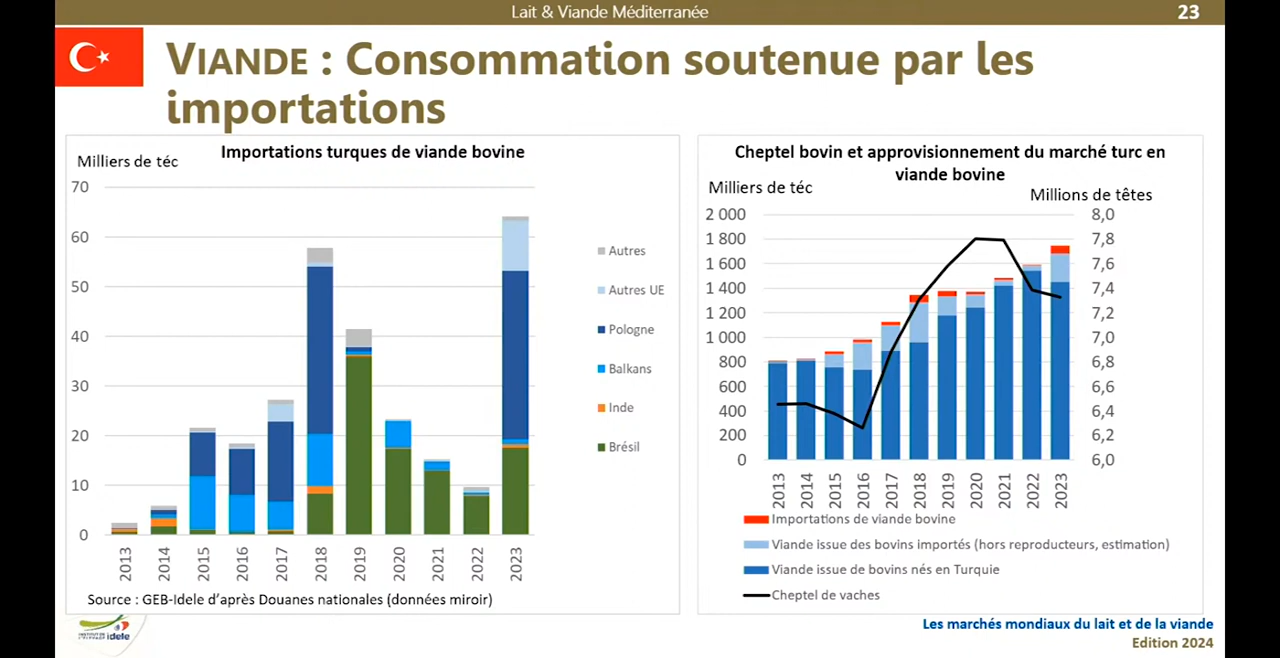 Lait & Viande Méditerranée
23
VIANDE : Consommation soutenue par les
importations
Milliers de téc
Importations turques de viande bovine
70
60
50
40
30
20
10
0
2013
2014
2015
2016
2017
2018
2019
2020
2021
2022
2023
Autres
Autres UE
Pologne
Balkans
Inde
Brésil
Source : GEB-Idele d'après Douanes nationales (données miroir)
Cheptel bovin et approvisionnement du marché turc en
viande bovine
Milliers de téc
Millions de têtes
2 000
1 800
1 600
1 400
1 200
1 000
800
600
400
200
0
8,0
7,8
7,6
7,4
7,2
7,0
6,8
6,6
6,4
6,2
6,0
2013
2014
2015
2016
2017
2018
2019
2020
2021
2022
2023
Importations de viande bovine
Viande issue des bovins importés (hors reproducteurs, estimation)
Viande issue de bovins nés en Turquie
Cheptel de vaches
idele
Les marchés mondiaux du lait et de la viande
Edition 2024